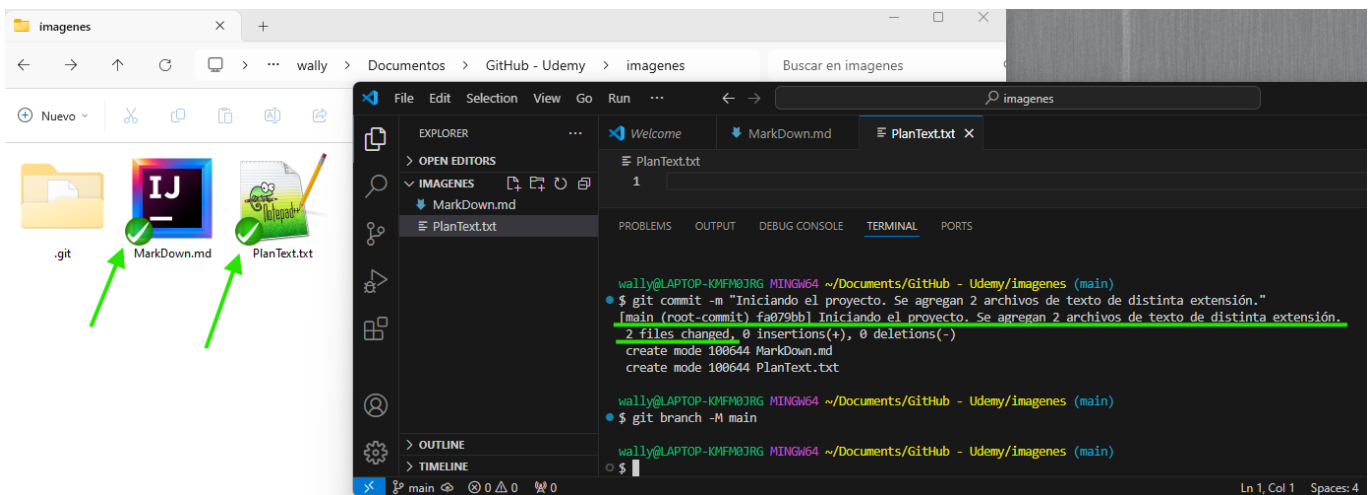 imagenes
wally > Documentos > GitHub - Udemy > imagenes
Buscar en imagenes
Nuevo
.git
IJ
MarkDown.md
Notepad++
PlanText.txt
File Edit Selection View Go Run ...
imagenes
EXPLORER
OPEN EDITORS
IMAGENES
MarkDown.md
PlanText.txt
OUTLINE
TIMELINE
Welcome
MarkDown.md
PlanText.txt
PlanText.txt
1
PROBLEMS OUTPUT DEBUG CONSOLE TERMINAL PORTS
wally@LAPTOP-KMFM0JRG MINGW64 ~/Documents/GitHub - Udemy/imagenes (main)
$ git commit -m "Iniciando el proyecto. Se agregan 2 archivos de texto de distinta extensión."
[main (root-commit) fa079bb] Iniciando el proyecto. Se agregan 2 archivos de texto de distinta extensión.
2 files changed, 0 insertions(+), 0 deletions(-)
create mode 100644 MarkDown.md
create mode 100644 PlanText.txt
wally@LAPTOP-KMFM0JRG MINGW64 ~/Documents/GitHub - Udemy/imagenes (main)
$ git branch -M main
wally@LAPTOP-KMFM0JRG MINGW64 ~/Documents/GitHub - Udemy/imagenes (main)
$
main 0 0 0
Ln 1, Col 1 Spaces: 4